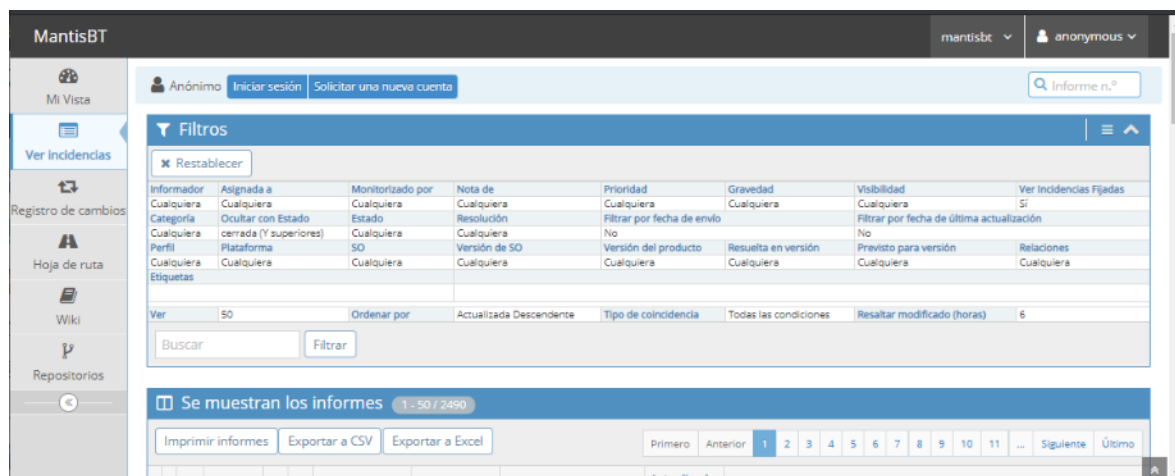 MantisBT mantisbt anonymous
Mi Vista
Ver Incidencias
Registro de cambios
Hoja de ruta
Wiki
Repositorios
Anónimo Iniciar sesión Solicitar una nueva cuenta Informe n.º
Filtros
Restablecer
Informador Asignada a Monitorizado por Nota de Prioridad Gravedad Visibilidad Ver Incidencias Fijadas
Cualquiera Cualquiera Cualquiera Cualquiera Cualquiera Cualquiera Cualquiera Sí
Categoría Ocultar con Estado Estado Resolución Filtrar por fecha de envío Filtrar por fecha de última actualización
Cualquiera cerrada (Y superiores) Cualquiera Cualquiera No No
Perfil Plataforma SO Versión de SO Versión del producto Resuelta en versión Previsto para versión Relaciones
Cualquiera Cualquiera Cualquiera Cualquiera Cualquiera Cualquiera Cualquiera Cualquiera
Etiquetas
Ver 50 Ordenar por Actualizada Descendente Tipo de coincidencia Todas las condiciones Resaltar modificado (horas) 6
Buscar Filtrar
Se muestran los informes 1 - 50 / 2490
Imprimir informes Exportar a CSV Exportar a Excel Primero Anterior 1 2 3 4 5 6 7 8 9 10 11 ... Siguiente Último